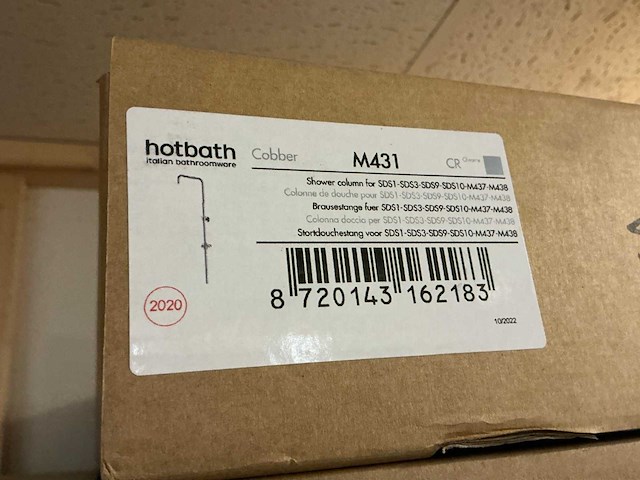 hotbath
italian bathroomware
Cobber
M431
CR Chrome
Shower column for SDS1-SDS3-SDS9-SDS10-M437-M438
Colonne de douche pour SDS1-SDS3-SDS9-SDS10-M437-M438
Brausestange fuer SDS1-SDS3-SDS9-SDS10-M437-M438
Colonna doccia per SDS1-SDS3-SDS9-SDS10-M437-M438
Stortdouchestang voor SDS1-SDS3-SDS9-SDS10-M437-M438
8 720143 162183
2020
10/2022